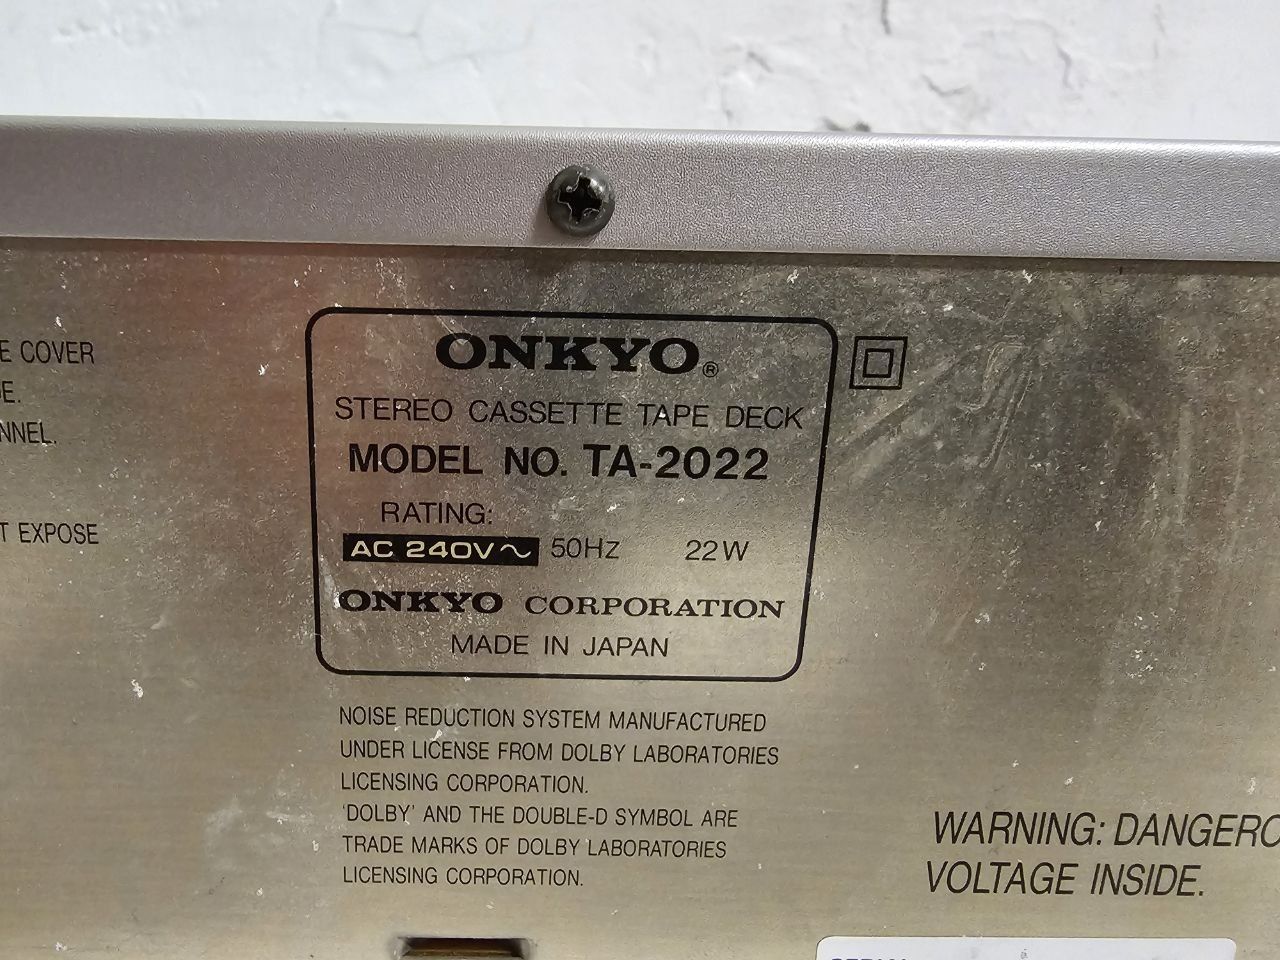 E COVER
E.
NNEL.
T EXPOSE
ONKYO®
STEREO CASSETTE TAPE DECK
MODEL NO. TA-2022
RATING:
AC 240V~ 50Hz 22W
ONKYO CORPORATION
MADE IN JAPAN
NOISE REDUCTION SYSTEM MANUFACTURED
UNDER LICENSE FROM DOLBY LABORATORIES
LICENSING CORPORATION.
'DOLBY' AND THE DOUBLE-D SYMBOL ARE
TRADE MARKS OF DOLBY LABORATORIES
LICENSING CORPORATION.
WARNING: DANGERO
VOLTAGE INSIDE.